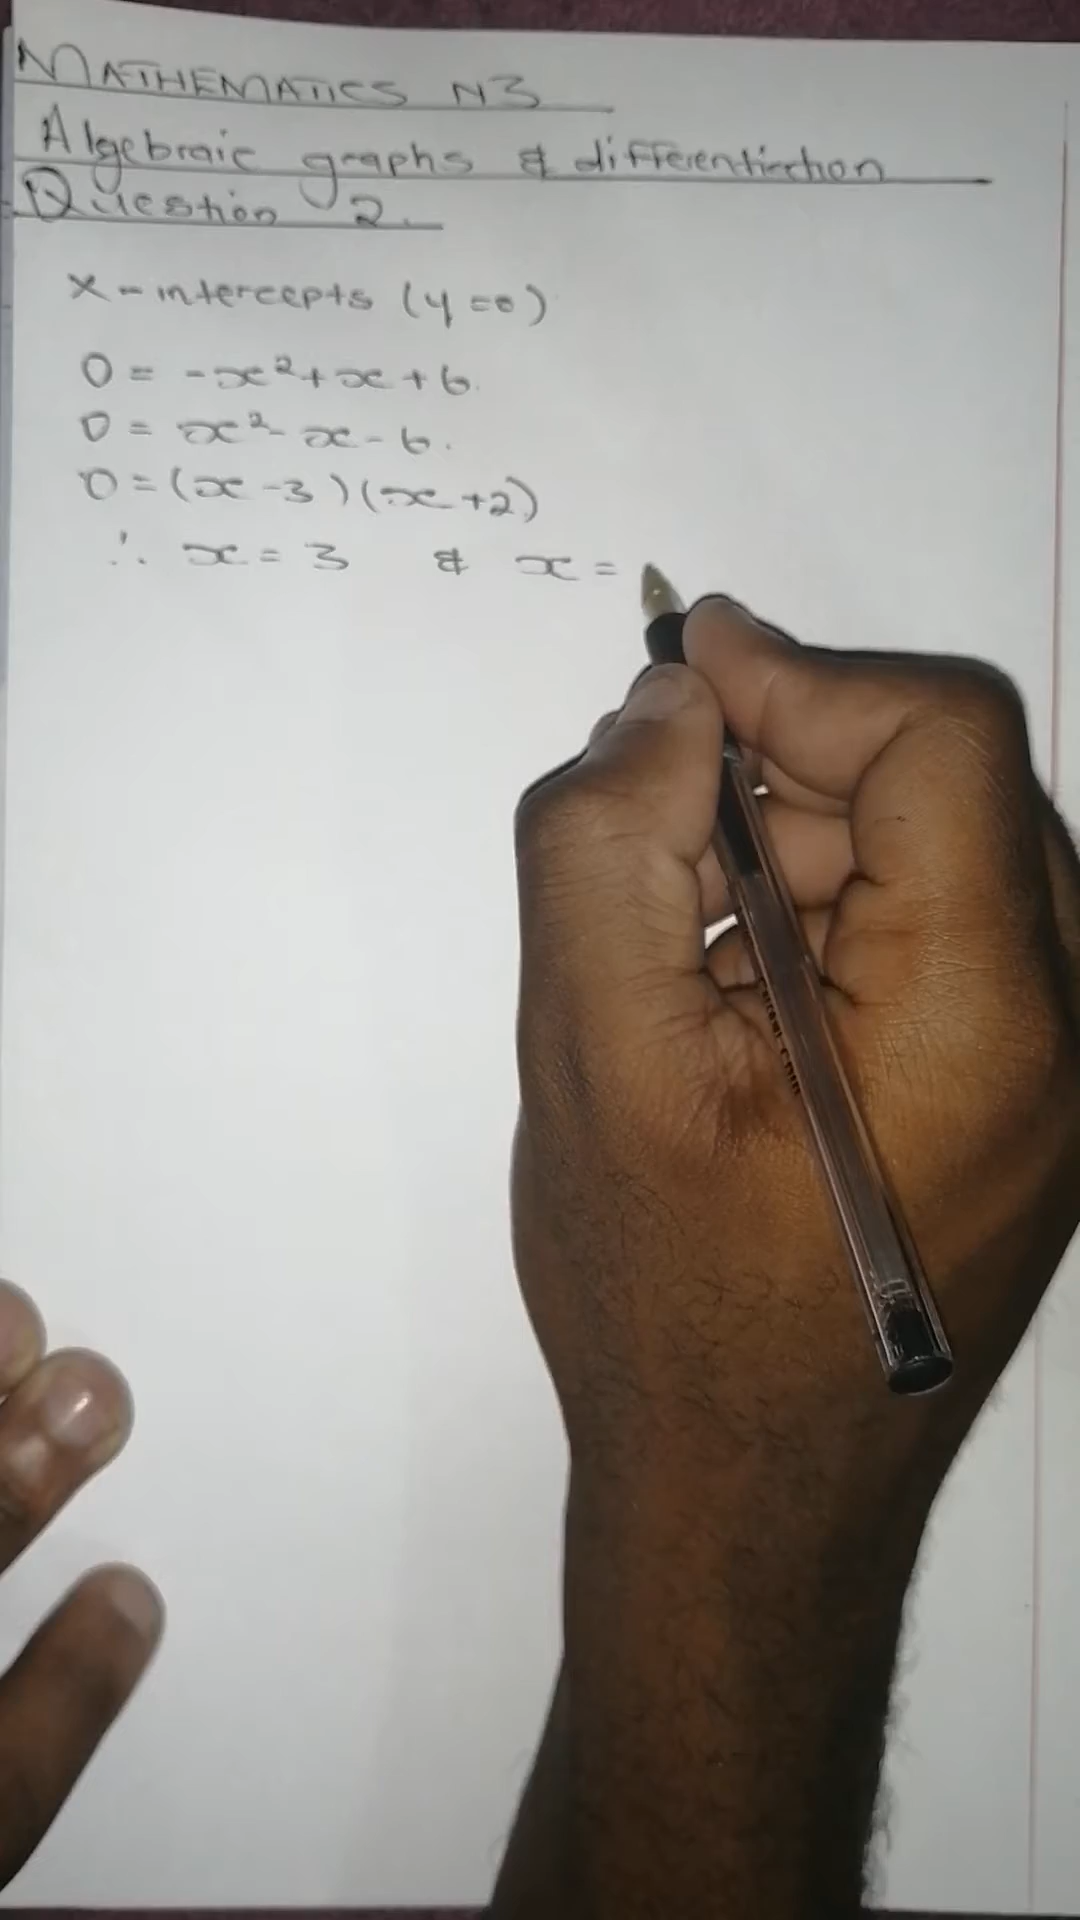 MATHEMATICS N3
Algebraic graphs & differentiation
Question 2.
x-intercepts (y=0)
0 = -x²+x+6.
0 = x²-x-6.
0=(x-3)(x+2)
∴ x=3 & x=